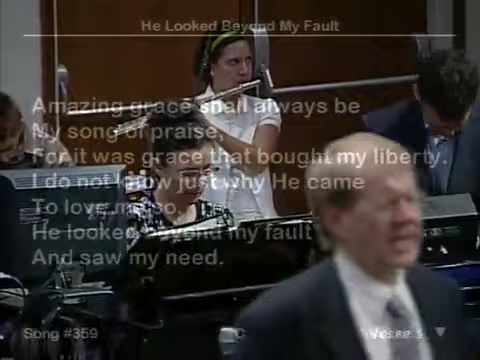 He Looked Beyond My Fault
Amazing grace shall always be
My song of praise,
For it was grace that bought my liberty.
I do not know just why He came
To love me so,
He looked beyond my fault
And saw my need.
Song #359
Verse